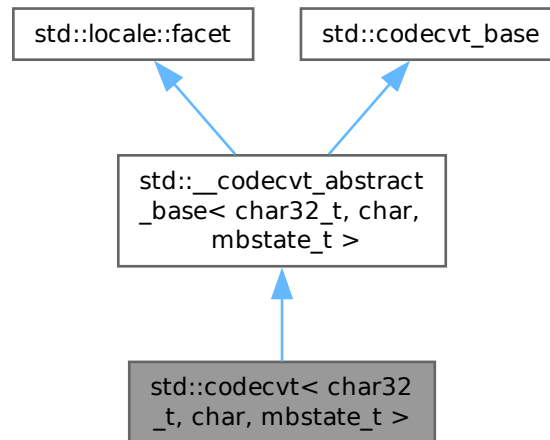 std::locale::facet
std::codecvt_base
std::__codecvt_abstract
_base< char32_t, char,
mbstate_t >
std::codecvt< char32
_t, char, mbstate_t >